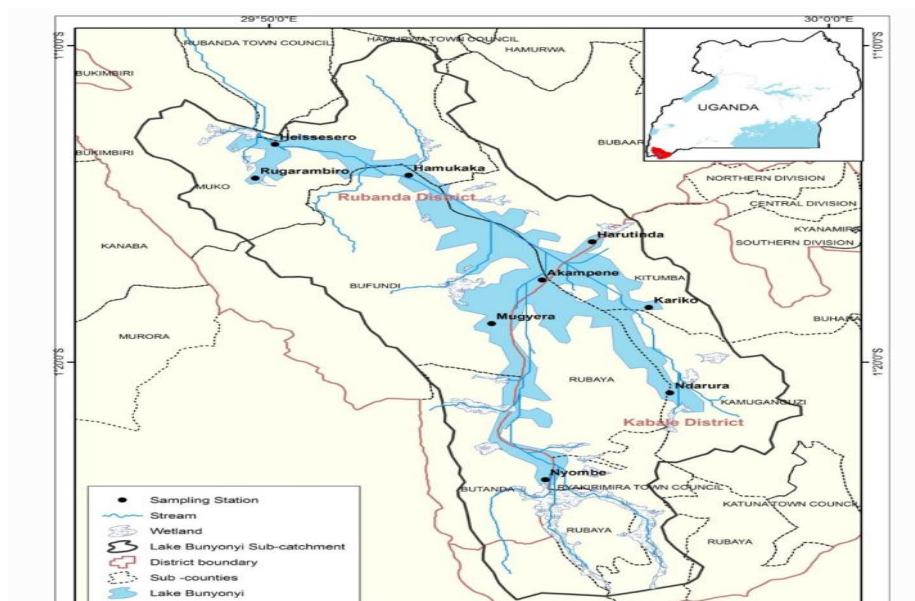 29°50'0"E
30°0'0"E
1°10'0"S
1°10'0"S
RUBANDA TOWN COUNCIL
HAMURWA TOWN COUNCIL
HAMURWA
BUKIMBIRI
UGANDA
Heissesero
BUBAAR
BUKIMBIRI
Rugarambiro
Hamukaka
MUKO
NORTHERN DIVISION
Rubanda District
CENTRAL DIVISION
KYANAMIR
Harutinda
SOUTHERN DIVISION
KANABA
Akampene
KITUMBA
BUFUNDI
Kariko
Mugyera
BUHARA
MURORA
1°20'0"S
1°20'0"S
RUBAYA
Ndarura
KAMUGANGUZI
Kabale District
Nyombe
BUTANDA
RYAKIRIMIRA TOWN COUNCIL
KATUNA TOWN COUNCIL
RUBAYA
RUBAYA
Sampling Station
Stream
Wetland
Lake Bunyonyi Sub-catchment
District boundary
Sub -counties
Lake Bunyonyi